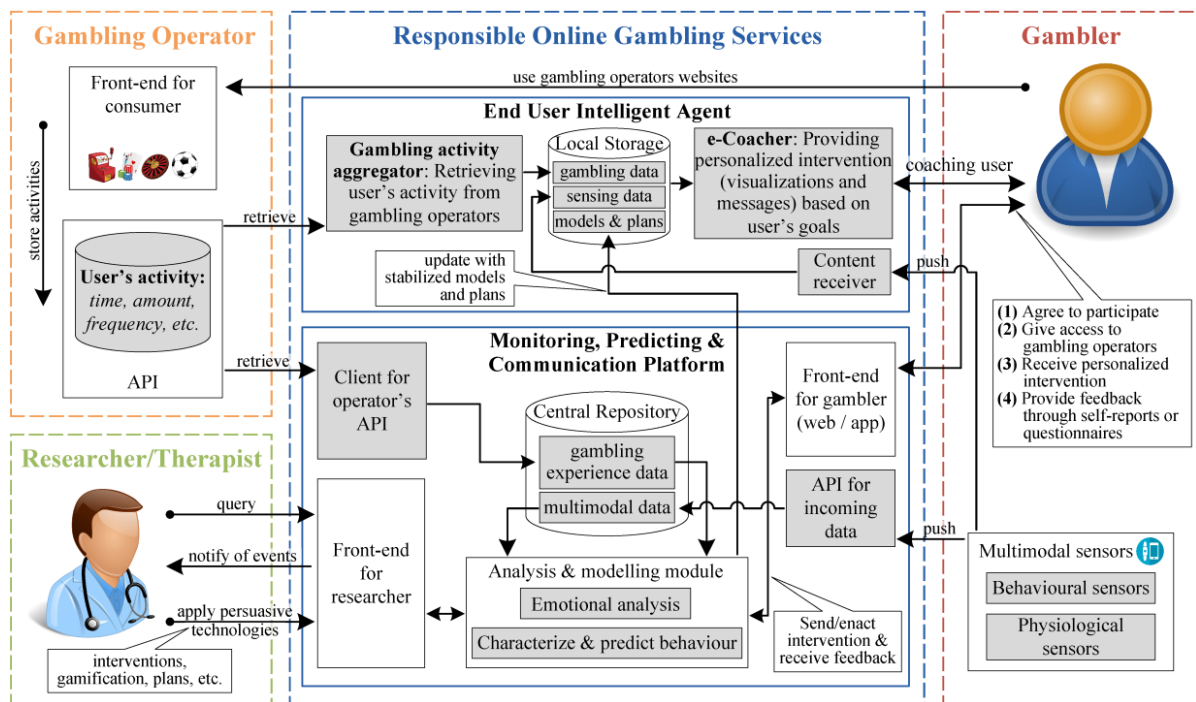 Gambling Operator
Front-end for
consumer
store activities
User's activity:
time, amount,
frequency, etc.
API
retrieve
retrieve
Researcher/Therapist
query
notify of events
apply persuasive
technologies
interventions,
gamification, plans, etc.
Responsible Online Gambling Services
use gambling operators websites
End User Intelligent Agent
Gambling activity
aggregator: Retrieving
user's activity from
gambling operators
Local Storage
gambling data
sensing data
models & plans
e-Coacher: Providing
personalized intervention
(visualizations and
messages) based on
user's goals
update with
stabilized models
and plans
Content
receiver
Monitoring, Predicting &
Communication Platform
Client for
operator's
API
Central Repository
gambling
experience data
multimodal data
Front-end
for gambler
(web / app)
API for
incoming
data
Front-end
for
researcher
Analysis & modelling module
Emotional analysis
Characterize & predict behaviour
Send/enact
intervention &
receive feedback
Gambler
coaching user
push
(1) Agree to participate
(2) Give access to
gambling operators
(3) Receive personalized
intervention
(4) Provide feedback
through self-reports or
questionnaires
push
Multimodal sensors
Behavioural sensors
Physiological
sensors